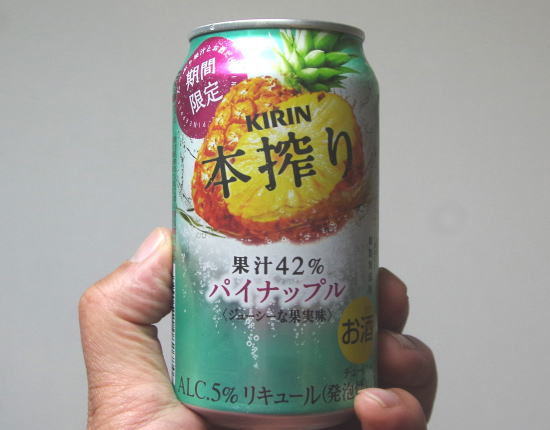 期間
限定
KIRIN
本搾り
果汁42%
パイナップル
〈ジューシーな果実味〉
お酒
ALC.5% リキュール(発泡